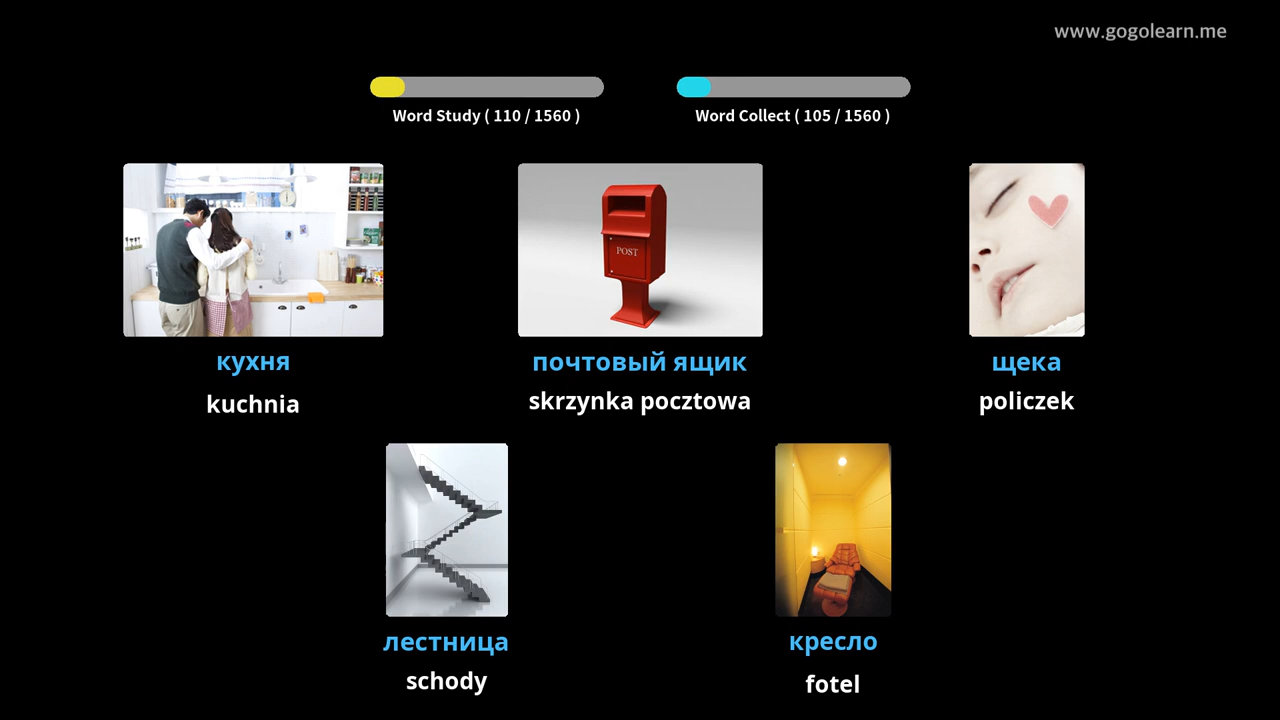 www.gogolearn.me
Word Study ( 110 / 1560 )
Word Collect ( 105 / 1560 )
POST
кухня
почтовый ящик
щека
kuchnia
skrzynka pocztowa
policzek
лестница
кресло
schody
fotel